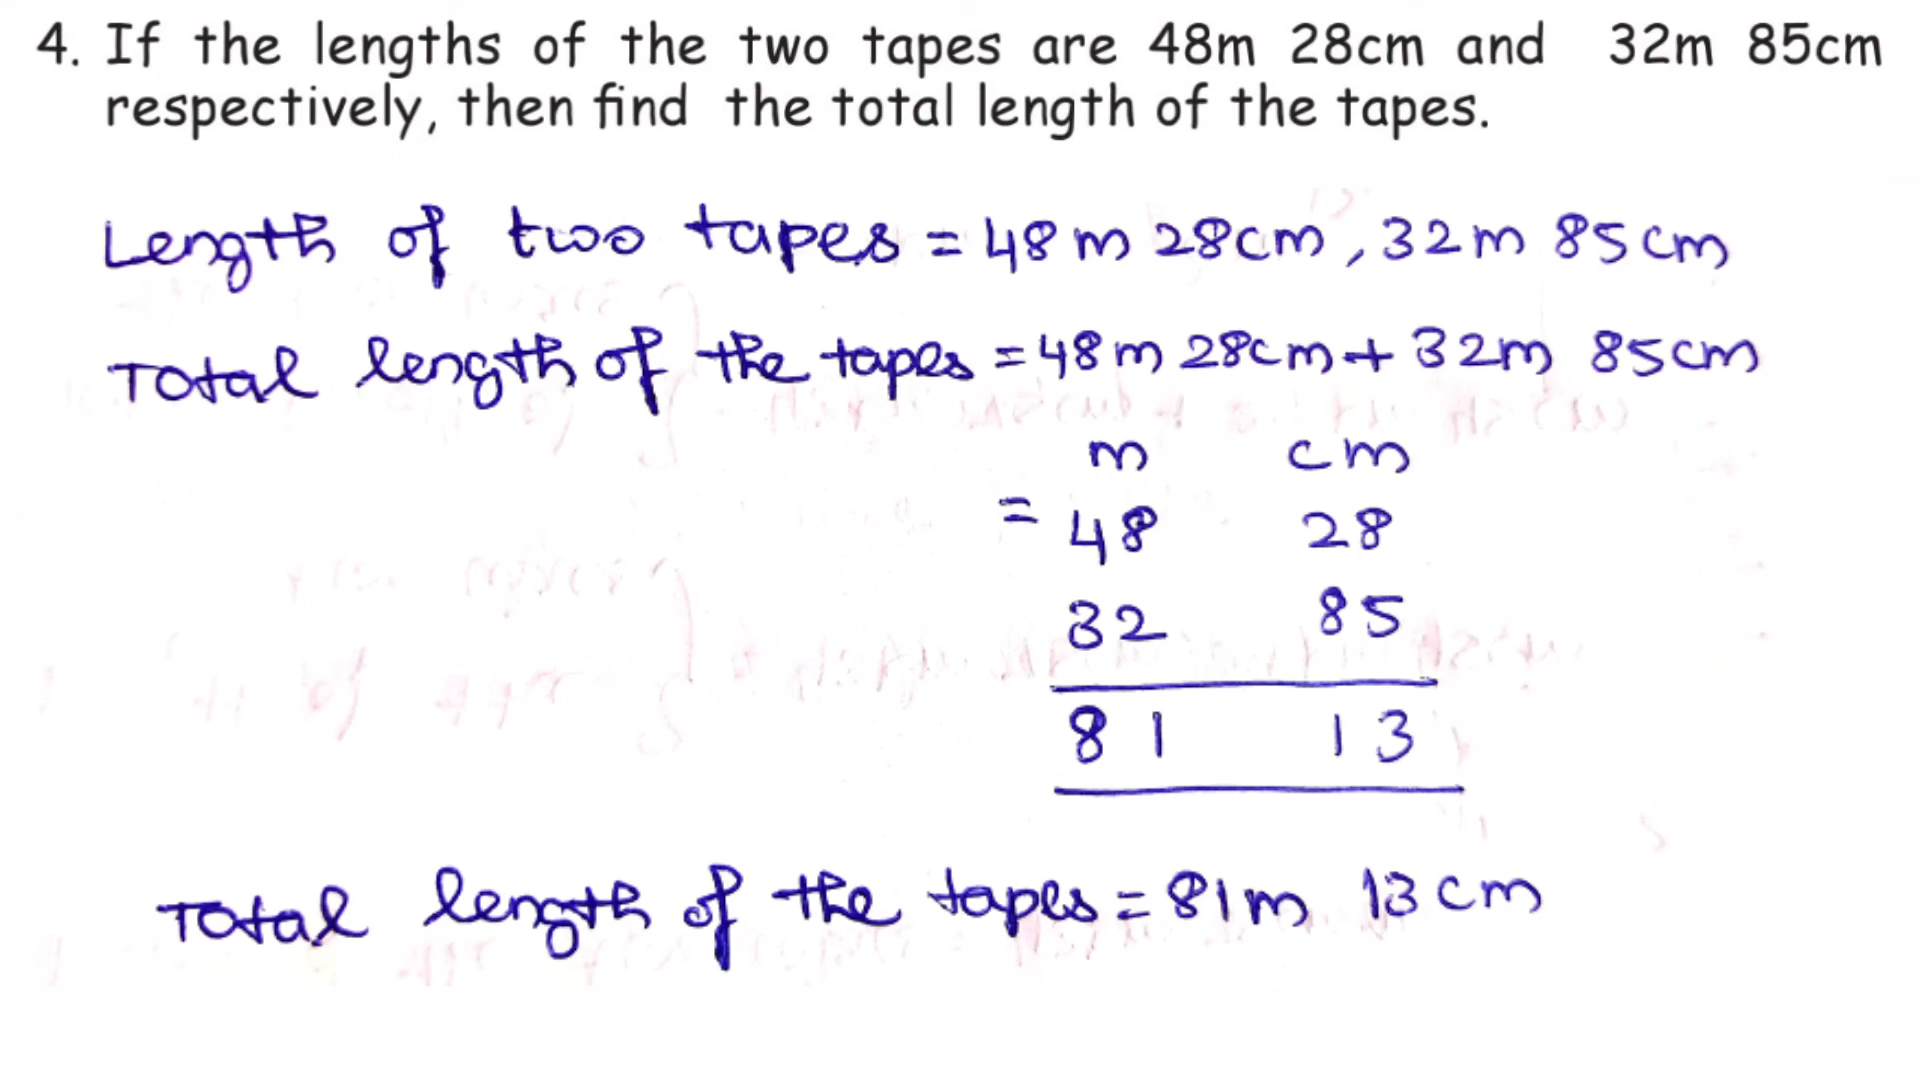 4. If the lengths of the two tapes are 48m 28cm and 32m 85cm
respectively, then find the total length of the tapes.
Length of two tapes = 48 m 28cm, 32m 85cm
Total length of the tapes = 48 m 28cm + 32m 85cm
m cm
= 48 28
32 85
81 13
Total length of the tapes = 81m 13cm